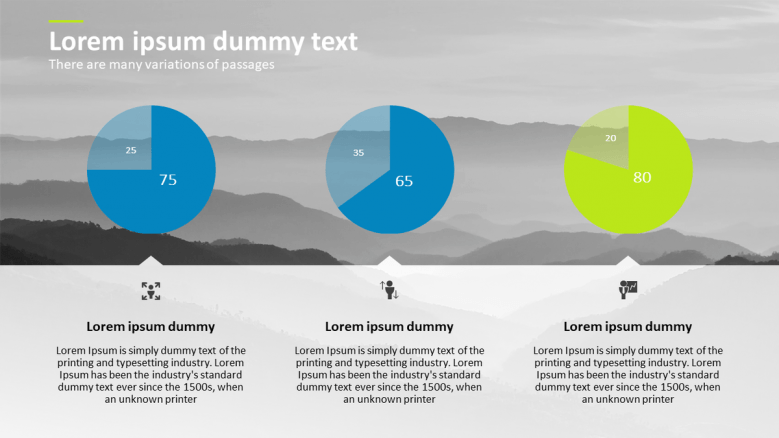 Lorem ipsum dummy text
There are many variations of passages
25
75
35
65
20
80
Lorem ipsum dummy
Lorem Ipsum is simply dummy text of the
printing and typesetting industry. Lorem
Ipsum has been the industry's standard
dummy text ever since the 1500s, when
an unknown printer
Lorem ipsum dummy
Lorem Ipsum is simply dummy text of the
printing and typesetting industry. Lorem
Ipsum has been the industry's standard
dummy text ever since the 1500s, when
an unknown printer
Lorem ipsum dummy
Lorem Ipsum is simply dummy text of the
printing and typesetting industry. Lorem
Ipsum has been the industry's standard
dummy text ever since the 1500s, when
an unknown printer